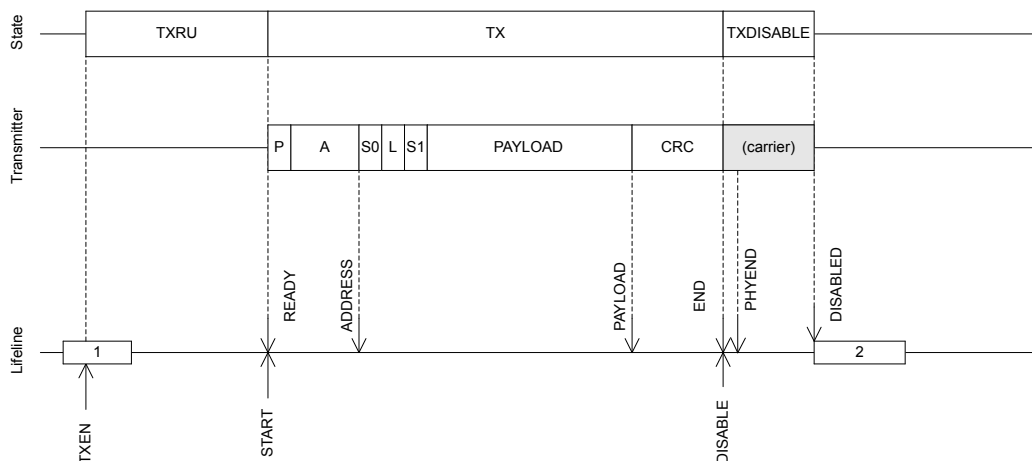 State
TXRU
TX
TXDISABLE
Transmitter
P
A
S0
L
S1
PAYLOAD
CRC
(carrier)
READY
ADDRESS
PAYLOAD
END
PHYEND
DISABLED
Lifeline
1
2
TXEN
START
DISABLE